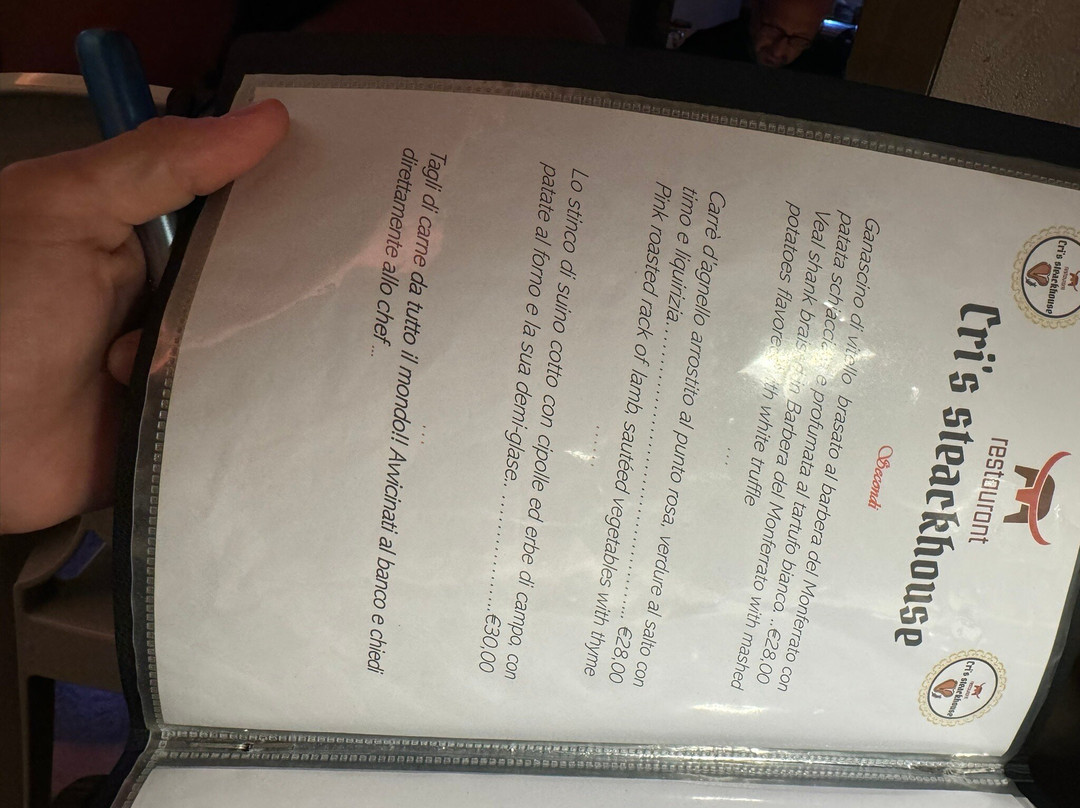 restaurant
Cri's steackhouse
restaurant
Cri's steackhouse
Cri's steackhouse
Secondi
Ganascino di vitello brasato al barbera del Monferrato con
patata schiacciata e profumata al tartufo bianco...€28,00
Veal shank braised in Barbera del Monferrato with mashed
potatoes flavored with white truffle
....
Carrè d'agnello arrostito al punto rosa, verdure al salto con
timo e liquirizia.......................................... €28,00
Pink roasted rack of lamb, sautéed vegetables with thyme
......
Lo stinco di suino cotto con cipolle ed erbe di campo, con
patate al forno e la sua demi-glase.. ......................€30,00
....
Tagli di carne da tutto il mondo!! Avvicinati al banco e chiedi
direttamente allo chef...